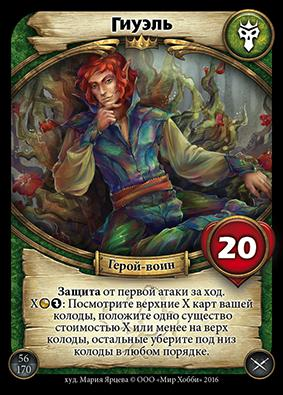 Гиуэль
20
Герой-воин
Защита от первой атаки за ход.
X 1: Посмотрите верхние X карт вашей
колоды, положите одно существо
стоимостью X или менее на верх
колоды, остальные уберите под низ
колоды в любом порядке.
56
170
худ. Мария Ярцева © ООО «Мир Хобби» 2016